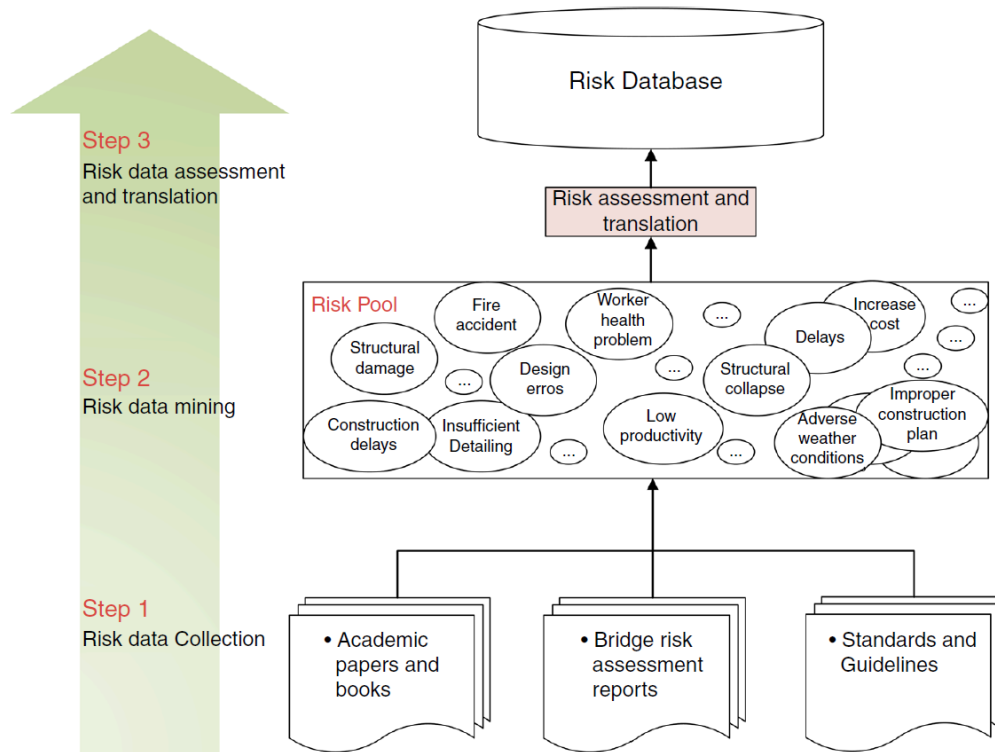 Risk Database
Step 3
Risk data assessment
and translation
Risk assessment and
translation
Risk Pool
Fire
accident
Worker
health
problem
...
Increase
cost
...
Delays
...
Structural
damage
...
Design
erros
...
Structural
collapse
...
Step 2
Risk data mining
Construction
delays
Insufficient
Detailing
...
Low
productivity
...
Adverse
weather
conditions
Improper
construction
plan
Step 1
Risk data Collection
• Academic
papers and
books
• Bridge risk
assessment
reports
• Standards and
Guidelines